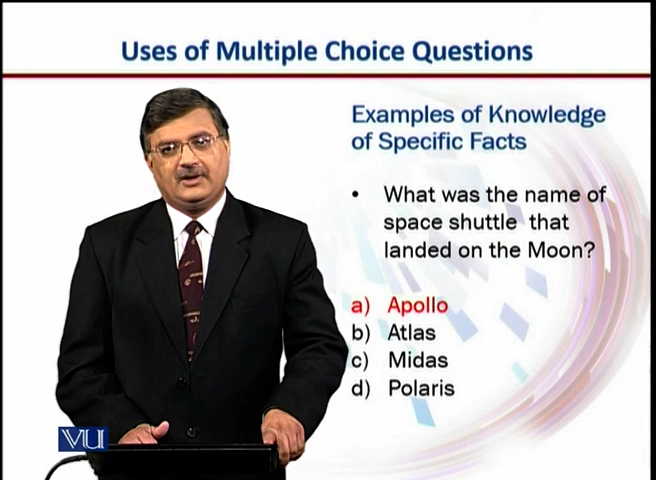 Uses of Multiple Choice Questions
Examples of Knowledge
of Specific Facts
• What was the name of
space shuttle that
landed on the Moon?
a) Apollo
b) Atlas
c) Midas
d) Polaris
VU